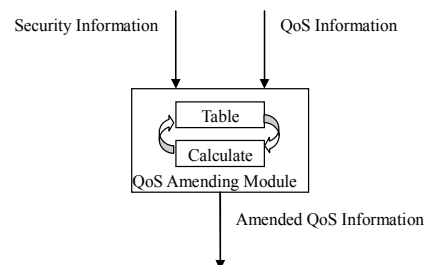 Security Information
QoS Information
Table
Calculate
QoS Amending Module
Amended QoS Information